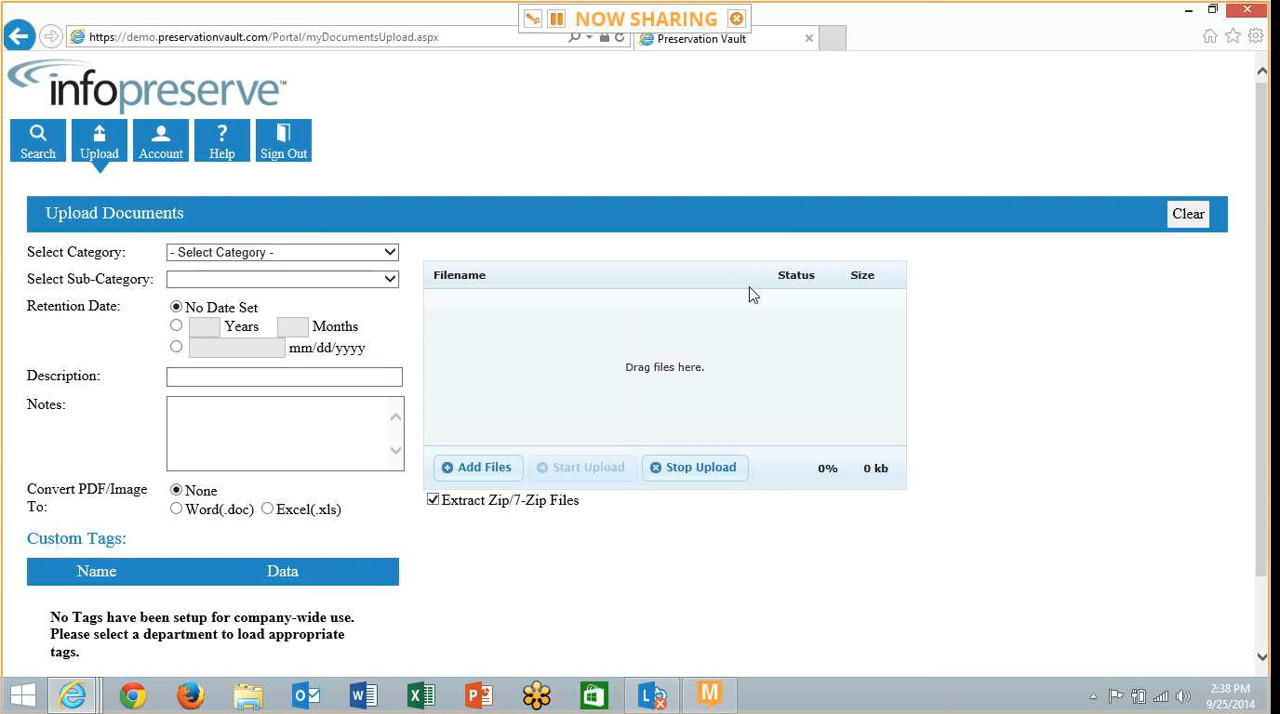 NOW SHARING
https://demo.preservationvault.com/Portal/myDocumentsUpload.aspx
Preservation Vault
infopreserve™
Search
Upload
Account
?
Help
Sign Out
Upload Documents
Clear
Select Category:
- Select Category -
Select Sub-Category:
Retention Date:
No Date Set
Years
Months
mm/dd/yyyy
Description:
Notes:
Convert PDF/Image
To:
None
Word(.doc)
Excel(.xls)
Custom Tags:
Name
Data
No Tags have been setup for company-wide use.
Please select a department to load appropriate
tags.
Filename
Status
Size
Drag files here.
Add Files
Start Upload
Stop Upload
0%
0 kb
Extract Zip/7-Zip Files
2:38 PM
9/25/2014